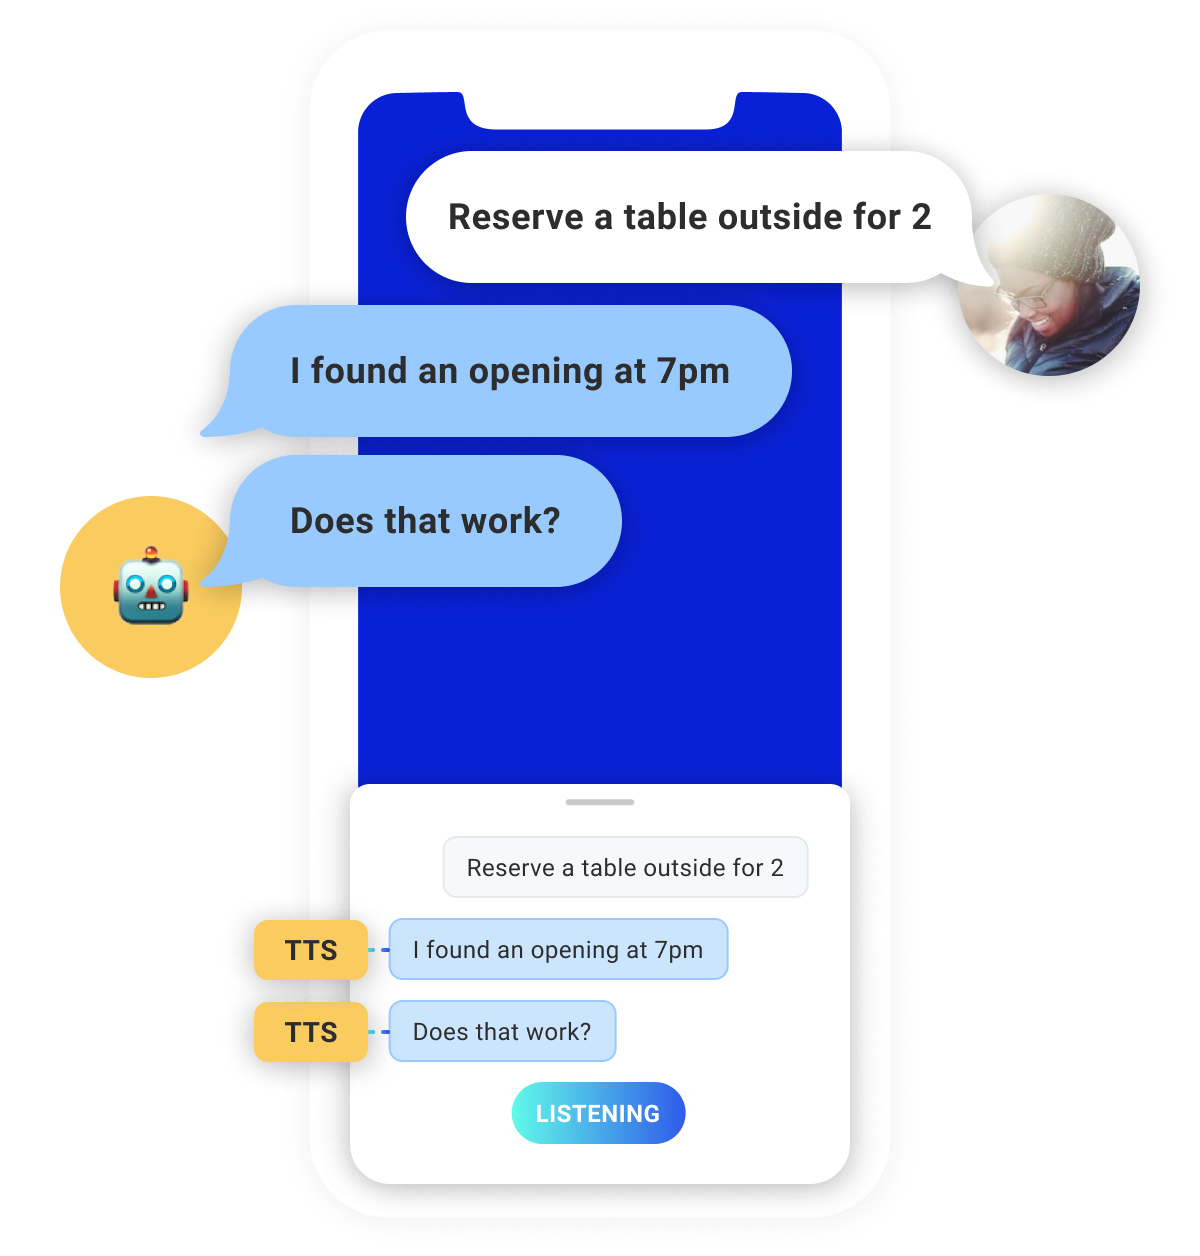 Reserve a table outside for 2
I found an opening at 7pm
Does that work?
Reserve a table outside for 2
TTS
I found an opening at 7pm
TTS
Does that work?
LISTENING